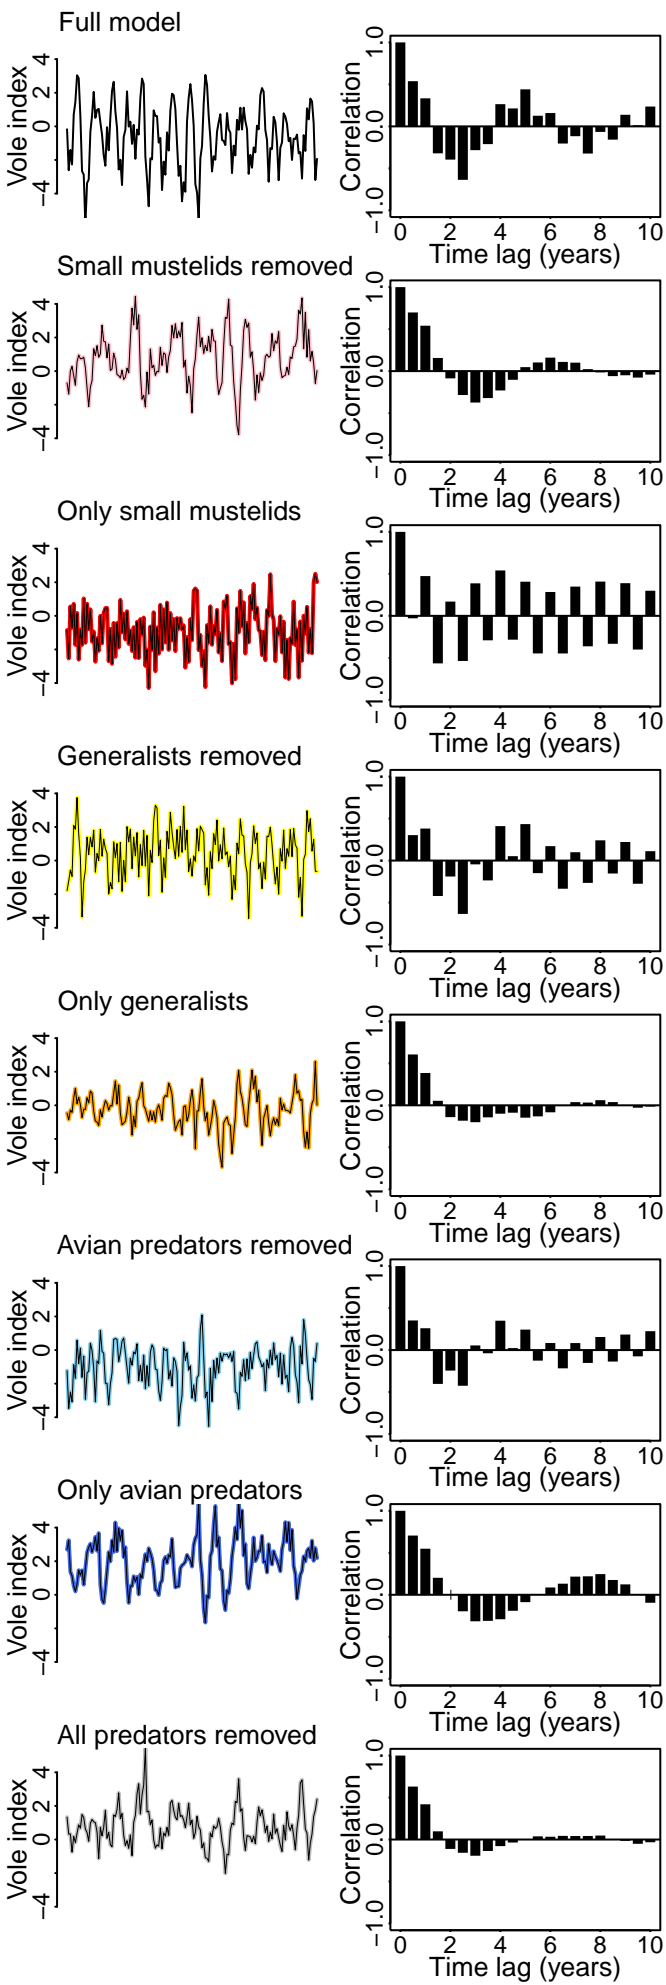 Full model
Vole index
4
2
0
−4
Correlation
1.0
0.0
−1.0
0 2 4 6 8 10
Time lag (years)
Small mustelids removed
Vole index
4
2
0
−4
Correlation
1.0
0.0
−1.0
0 2 4 6 8 10
Time lag (years)
Only small mustelids
Vole index
4
2
0
−4
Correlation
1.0
0.0
−1.0
0 2 4 6 8 10
Time lag (years)
Generalists removed
Vole index
4
2
0
−4
Correlation
1.0
0.0
−1.0
0 2 4 6 8 10
Time lag (years)
Only generalists
Vole index
4
2
0
−4
Correlation
1.0
0.0
−1.0
0 2 4 6 8 10
Time lag (years)
Avian predators removed
Vole index
4
2
0
−4
Correlation
1.0
0.0
−1.0
0 2 4 6 8 10
Time lag (years)
Only avian predators
Vole index
4
2
0
−4
Correlation
1.0
0.0
−1.0
0 2 4 6 8 10
Time lag (years)
All predators removed
Vole index
4
2
0
−4
Correlation
1.0
0.0
−1.0
0 2 4 6 8 10
Time lag (years)